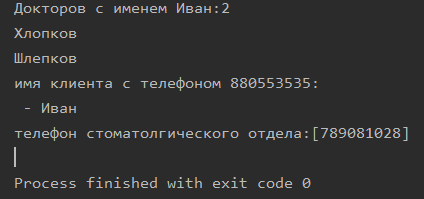 Докторов с именем Иван:2
Хлопков
Шлепков
имя клиента с телефоном 880553535:
- Иван
телефон стоматолгического отдела:[789081028]
Process finished with exit code 0